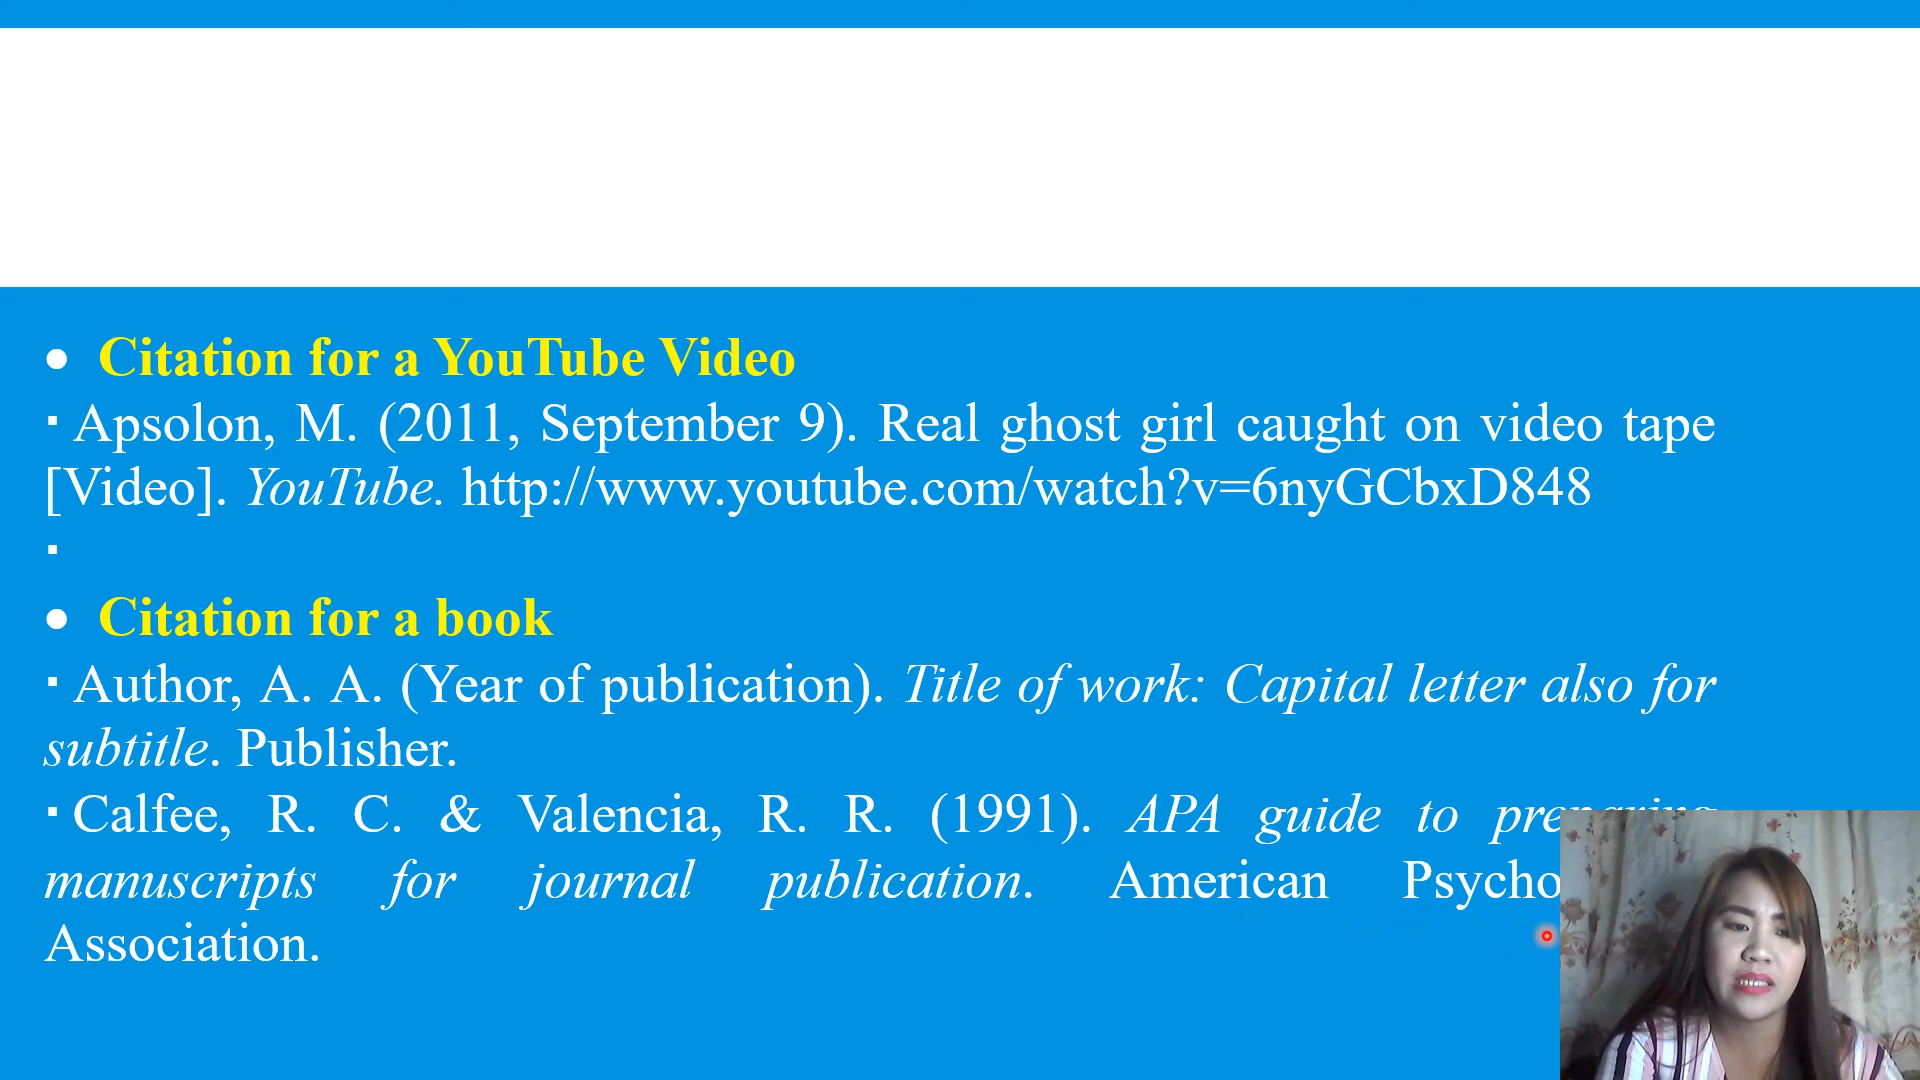 • Citation for a YouTube Video
▪ Apsolon, M. (2011, September 9). Real ghost girl caught on video tape
[Video]. YouTube. http://www.youtube.com/watch?v=6nyGCbxD848
▪
• Citation for a book
▪ Author, A. A. (Year of publication). Title of work: Capital letter also for
subtitle. Publisher.
▪ Calfee, R. C. & Valencia, R. R. (1991). APA guide to preparing
manuscripts for journal publication. American
Association.